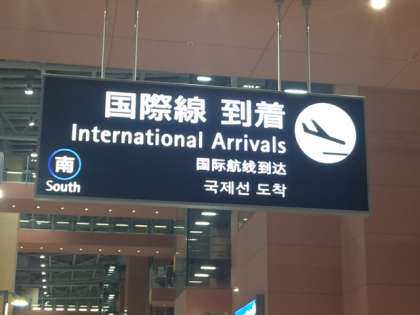 国際線 到着
International Arrivals
国际航线到达
국제선 도착
南
South